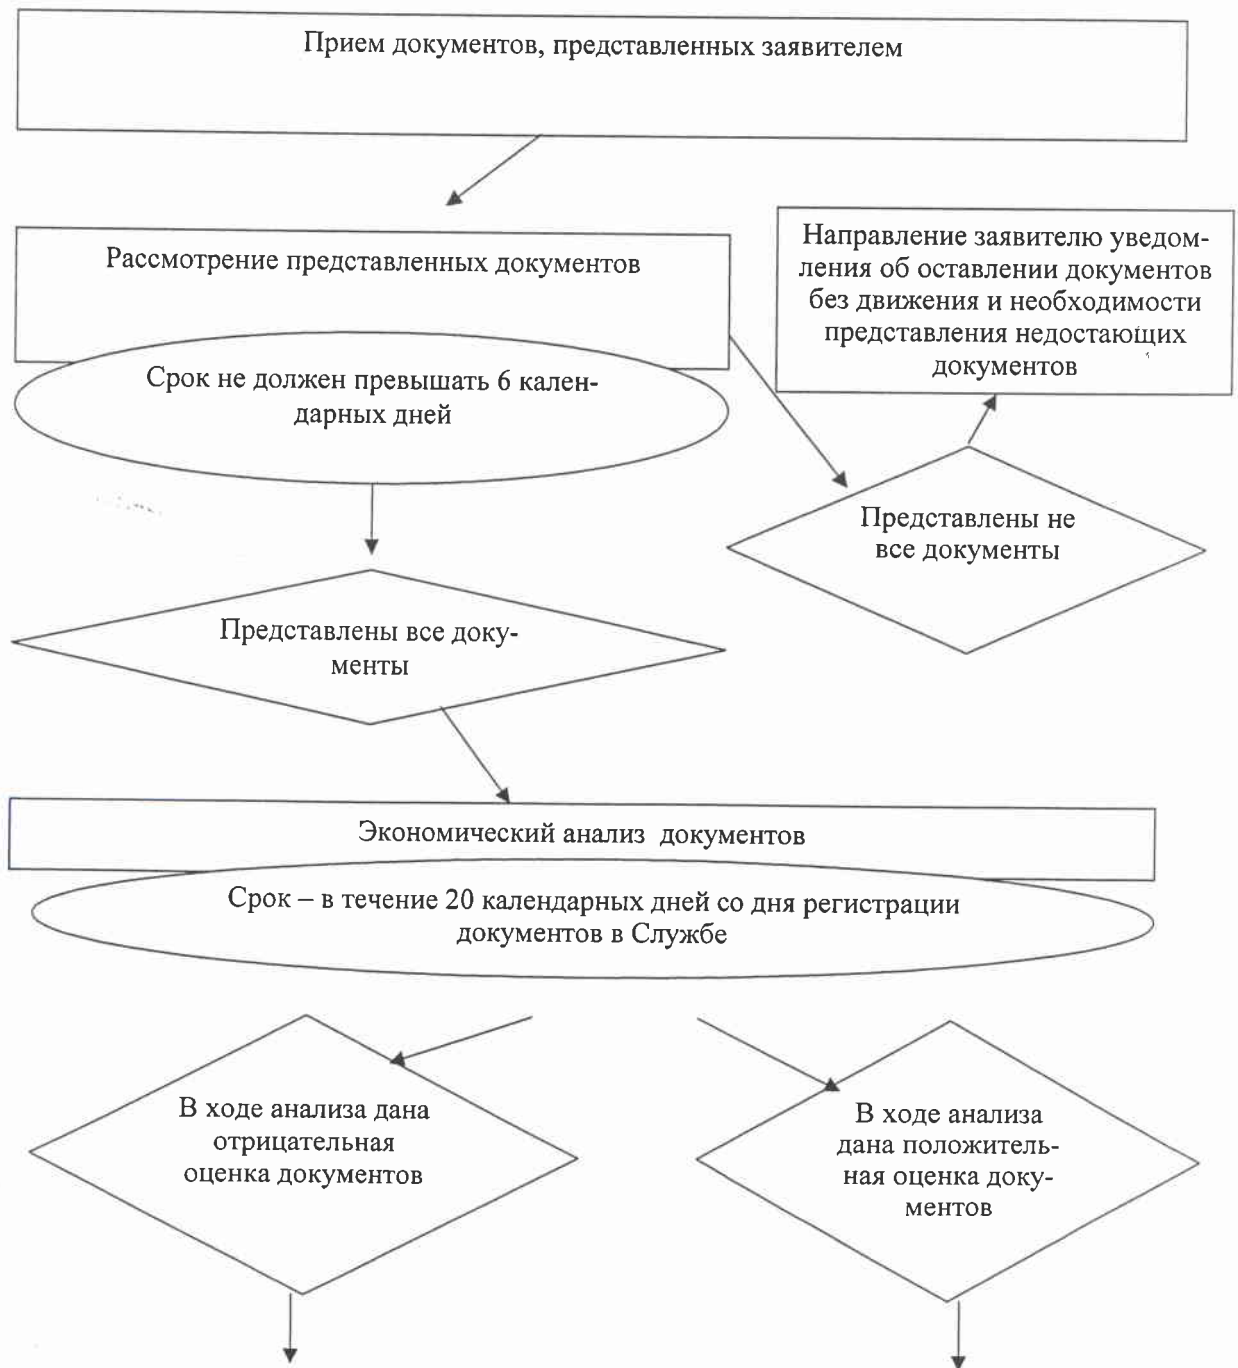 Прием документов, представленных заявителем
Рассмотрение представленных документов
Срок не должен превышать 6 кален-
дарных дней
Направление заявителю уведом-
ления об оставлении документов
без движения и необходимости
представления недостающих
документов
Представлены не
все документы
Представлены все доку-
менты
Экономический анализ документов
Срок – в течение 20 календарных дней со дня регистрации
документов в Службе
В ходе анализа дана
отрицательная
оценка документов
В ходе анализа
дана положитель-
ная оценка доку-
ментов